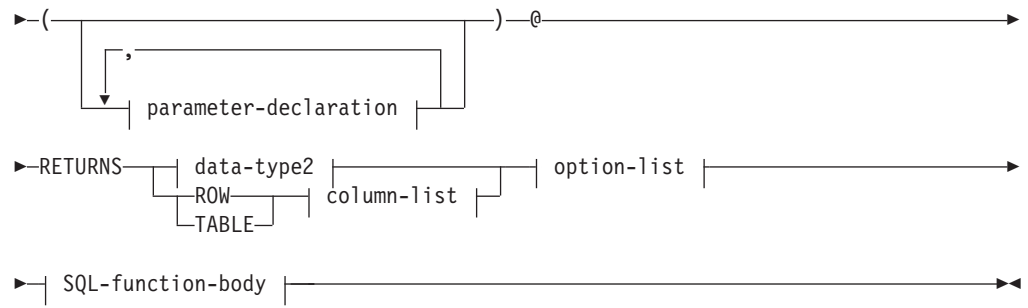 ( ) @
,
parameter-declaration
RETURNS data-type2 option-list
ROW column-list
TABLE
SQL-function-body